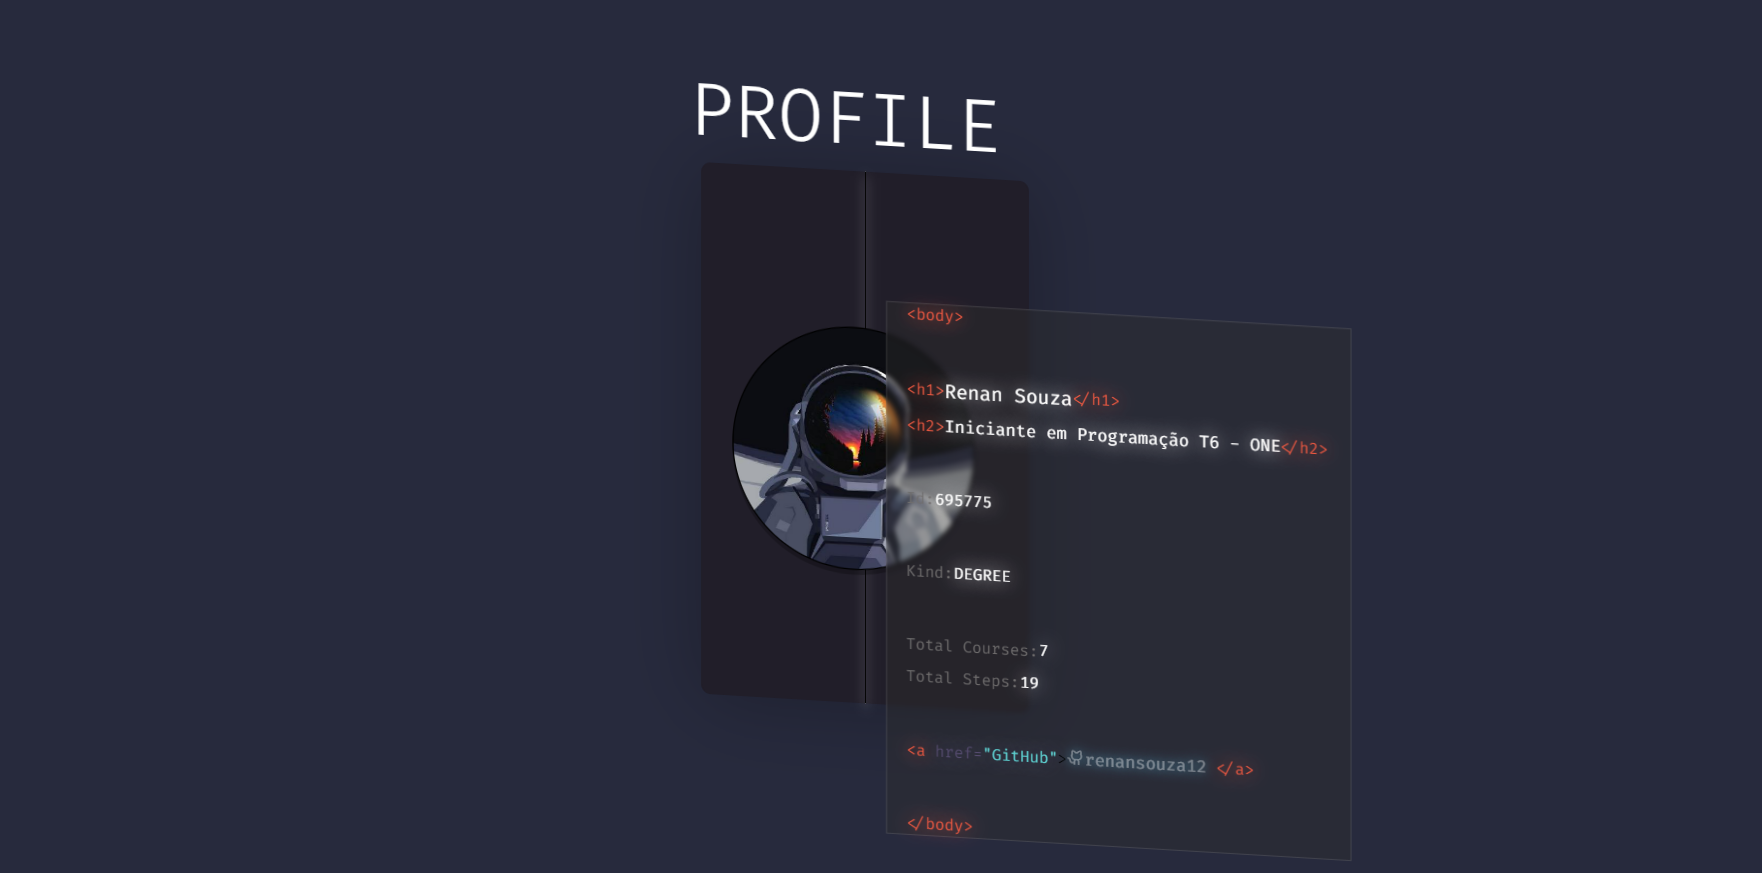 PROFILE
<body>
<h1>Renan Souza</h1>
<h2>Iniciante em Programação T6 - ONE</h2>
695775
Kind:DEGREE
Total Courses:7
Total Steps:19
<a href="GitHub">renansouza12 </a>
</body>